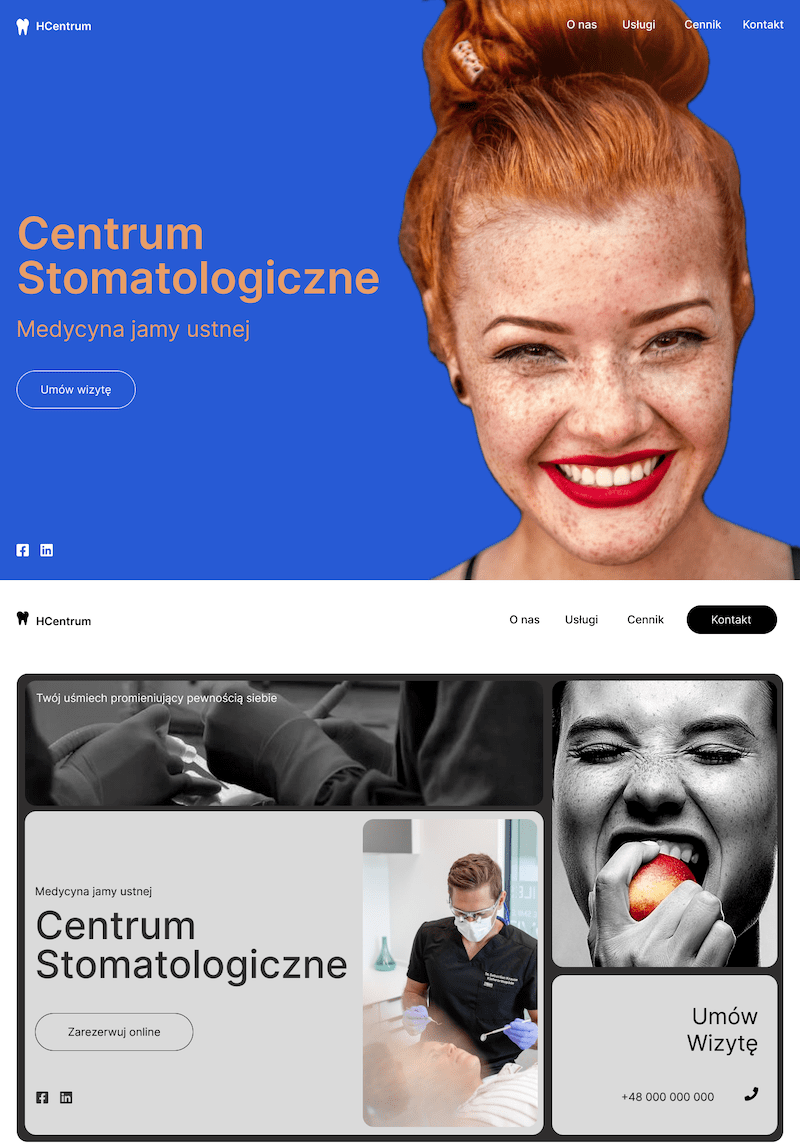 HCentrum
O nas Usługi Cennik Kontakt
Centrum
Stomatologiczne
Medycyna jamy ustnej
Umów wizytę
HCentrum
O nas Usługi Cennik Kontakt
Twój uśmiech promieniujący pewnością siebie
Medycyna jamy ustnej
Centrum
Stomatologiczne
Zarezerwuj online
Umów
Wizytę
+48 000 000 000